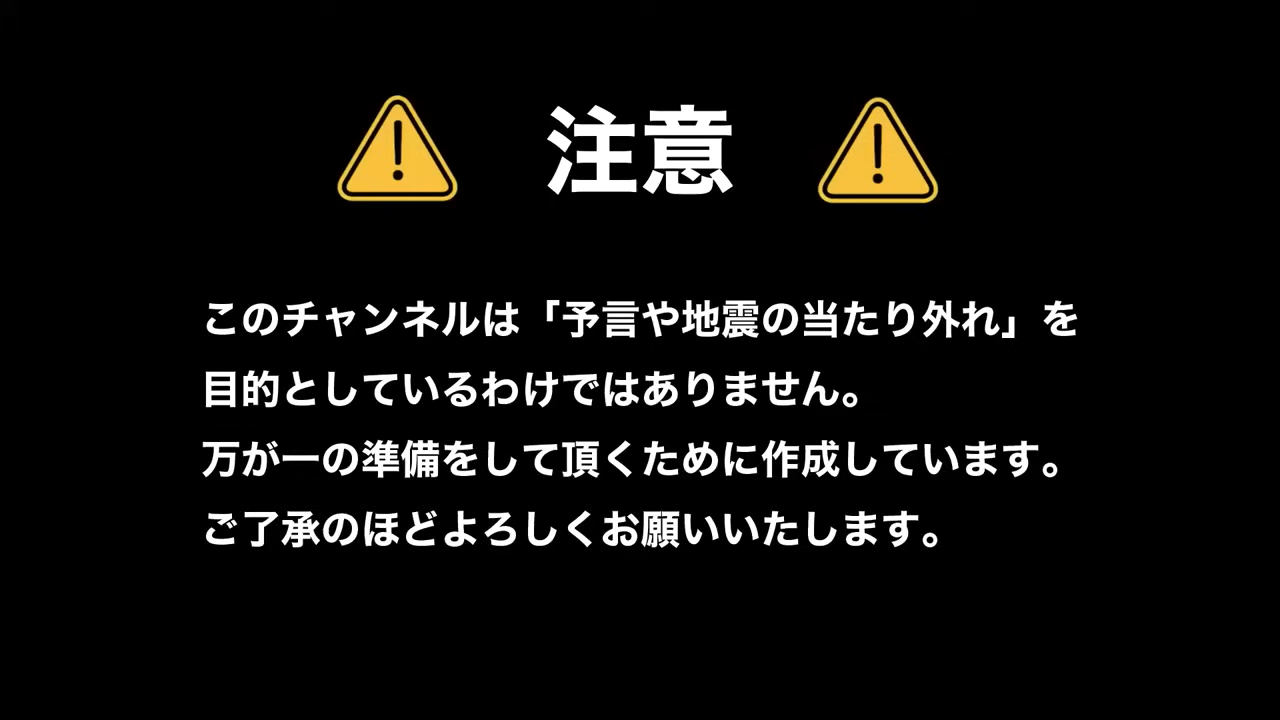 注意
このチャンネルは「予言や地震の当たり外れ」を
目的としているわけではありません。
万が一の準備をして頂くために作成しています。
ご了承のほどよろしくお願いいたします。